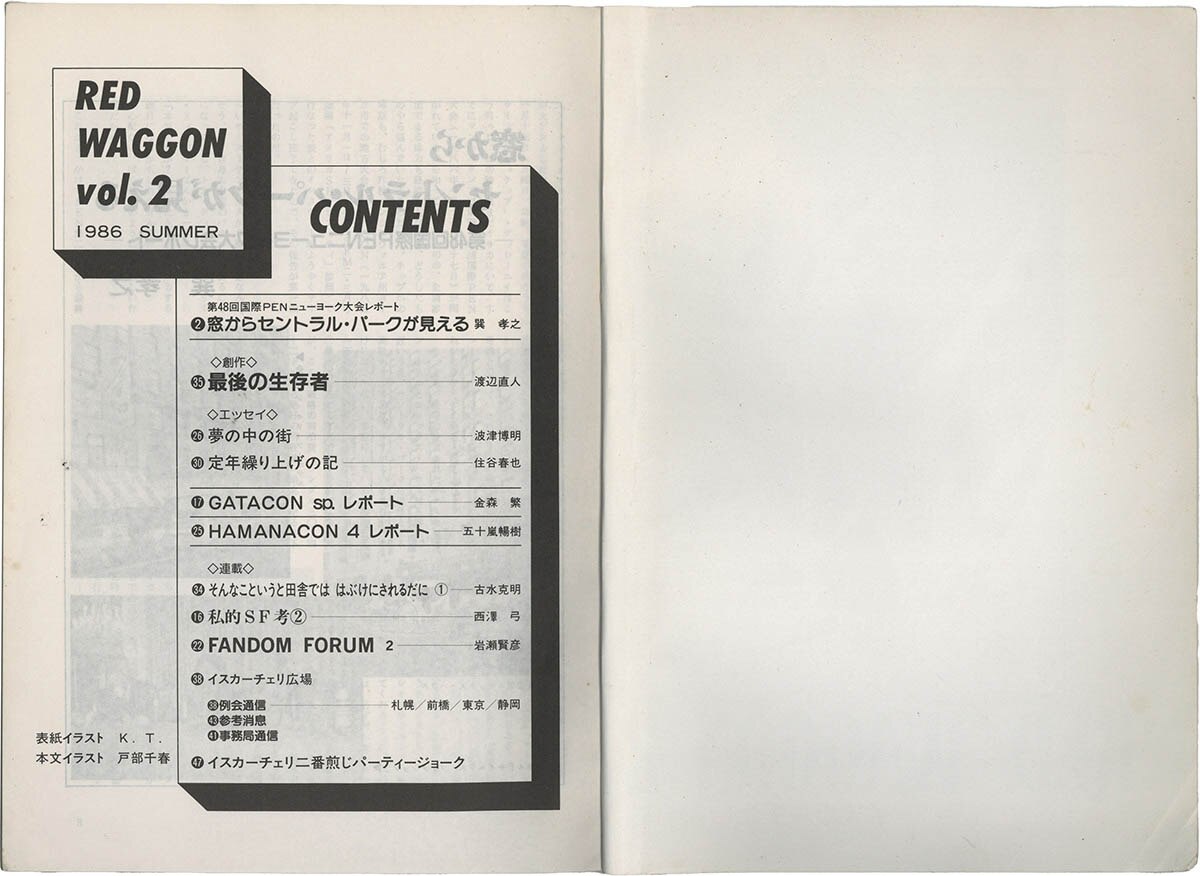 RED
WAGGON
vol. 2
1986 SUMMER
CONTENTS
第48回国際PENニューヨーク大会レポート
❷窓からセントラル・パークが見える 巽 孝之
◇創作◇
㉟最後の生存者 渡辺直人
◇エッセイ◇
㉖夢の中の街 波津博明
㉚定年繰り上げの記 住谷春也
⓱GATACON sp. レポート 金森 繁
㉕HAMANACON 4 レポート 五十嵐暢樹
◇連載◇
㉞そんなこというと田舎では はぶけにされるだに ① 古水克明
⓰私的SF考② 西澤 弓
㉒FANDOM FORUM 2 岩瀬賢彦
㊳イスカーチェリ広場
㊴例会通信 札幌／前橋／東京／静岡
㊸参考消息
㊶事務局通信
㊼イスカーチェリ二番煎じパーティージョーク
表紙イラスト K. T.
本文イラスト 戸部千春